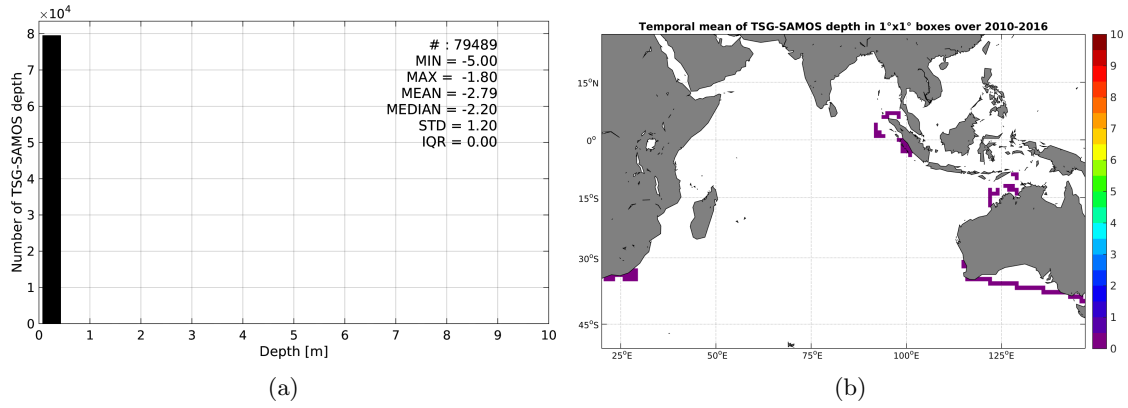 ×10⁴
8
7
6
5
4
3
2
1
0
Number of TSG-SAMOS depth
# : 79489
MIN = -5.00
MAX = -1.80
MEAN = -2.79
MEDIAN = -2.20
STD = 1.20
IQR = 0.00
0 1 2 3 4 5 6 7 8 9 10
Depth [m]
(a)
Temporal mean of TSG-SAMOS depth in 1°x1° boxes over 2010-2016
15°N
0°
15°S
30°S
45°S
25°E 50°E 75°E 100°E 125°E
10
9
8
7
6
5
4
3
2
1
0
(b)